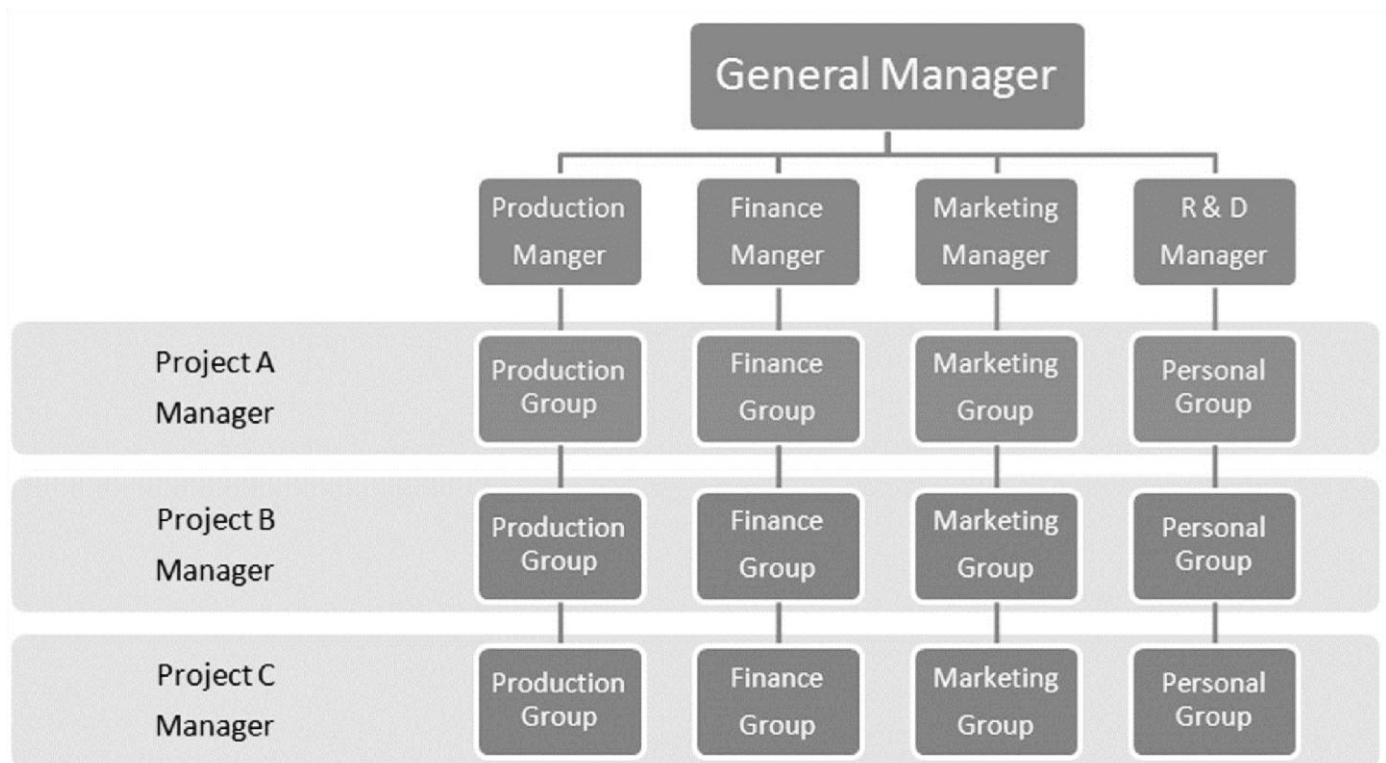 General Manager
Production
Manger
Finance
Manger
Marketing
Manager
R & D
Manager
Project A
Manager
Production
Group
Finance
Group
Marketing
Group
Personal
Group
Project B
Manager
Production
Group
Finance
Group
Marketing
Group
Personal
Group
Project C
Manager
Production
Group
Finance
Group
Marketing
Group
Personal
Group